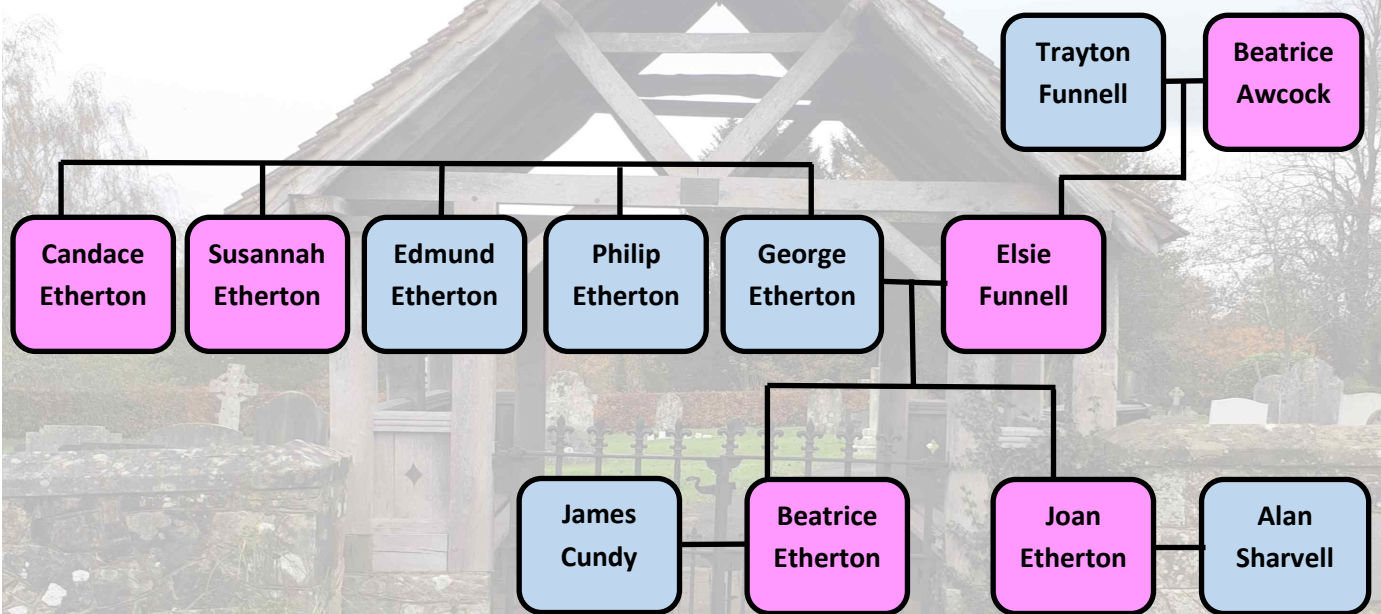 Trayton
Funnell
Beatrice
Awcock
Candace
Etherton
Susannah
Etherton
Edmund
Etherton
Philip
Etherton
George
Etherton
Elsie
Funnell
James
Cundy
Beatrice
Etherton
Joan
Etherton
Alan
Sharvell